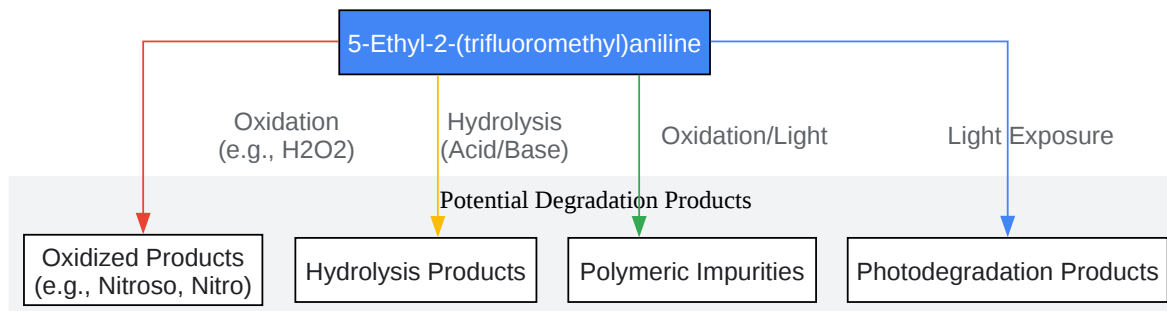 5-Ethyl-2-(trifluoromethyl)aniline
Oxidation
(e.g., H2O2)
Hydrolysis
(Acid/Base)
Oxidation/Light
Light Exposure
Potential Degradation Products
Oxidized Products
(e.g., Nitroso, Nitro)
Hydrolysis Products
Polymeric Impurities
Photodegradation Products